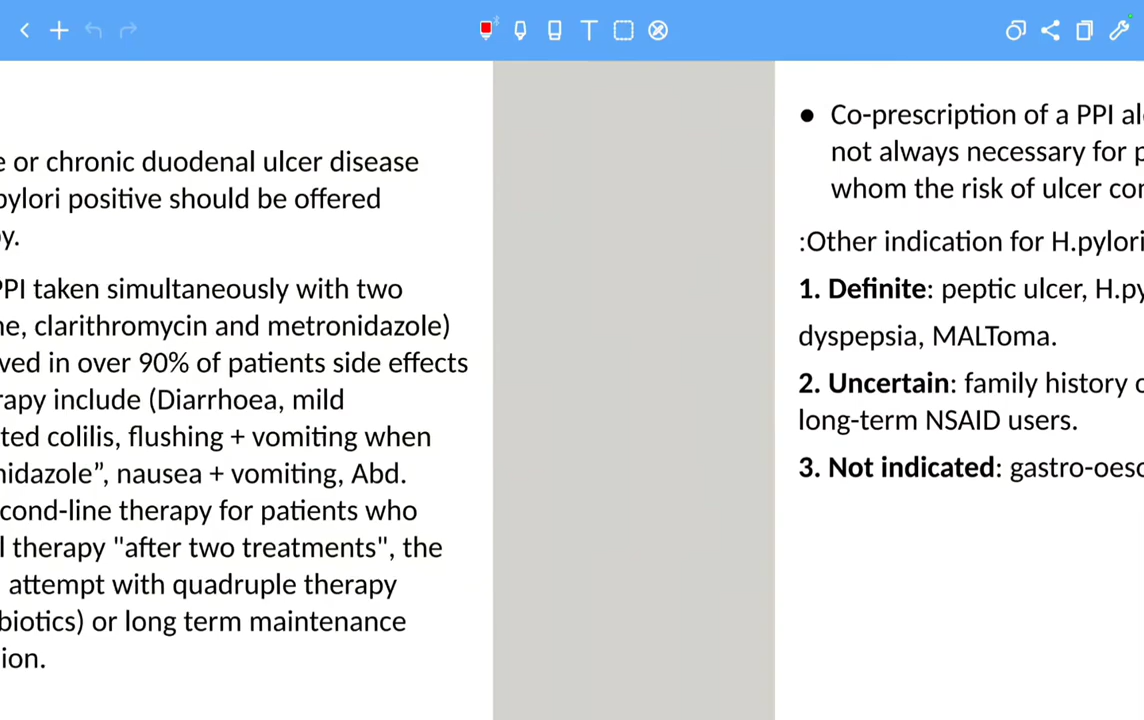 e or chronic duodenal ulcer disease
pylori positive should be offered
y.
PPI taken simultaneously with two
ne, clarithromycin and metronidazole)
ved in over 90% of patients side effects
rapy include (Diarrhoea, mild
ted colilis, flushing + vomiting when
nidazole”, nausea + vomiting, Abd.
cond-line therapy for patients who
l therapy "after two treatments", the
attempt with quadruple therapy
biotics) or long term maintenance
ion.
● Co-prescription of a PPI al
not always necessary for p
whom the risk of ulcer co
:Other indication for H.pylori
1. Definite: peptic ulcer, H.py
dyspepsia, MALToma.
2. Uncertain: family history
long-term NSAID users.
3. Not indicated: gastro-oeso